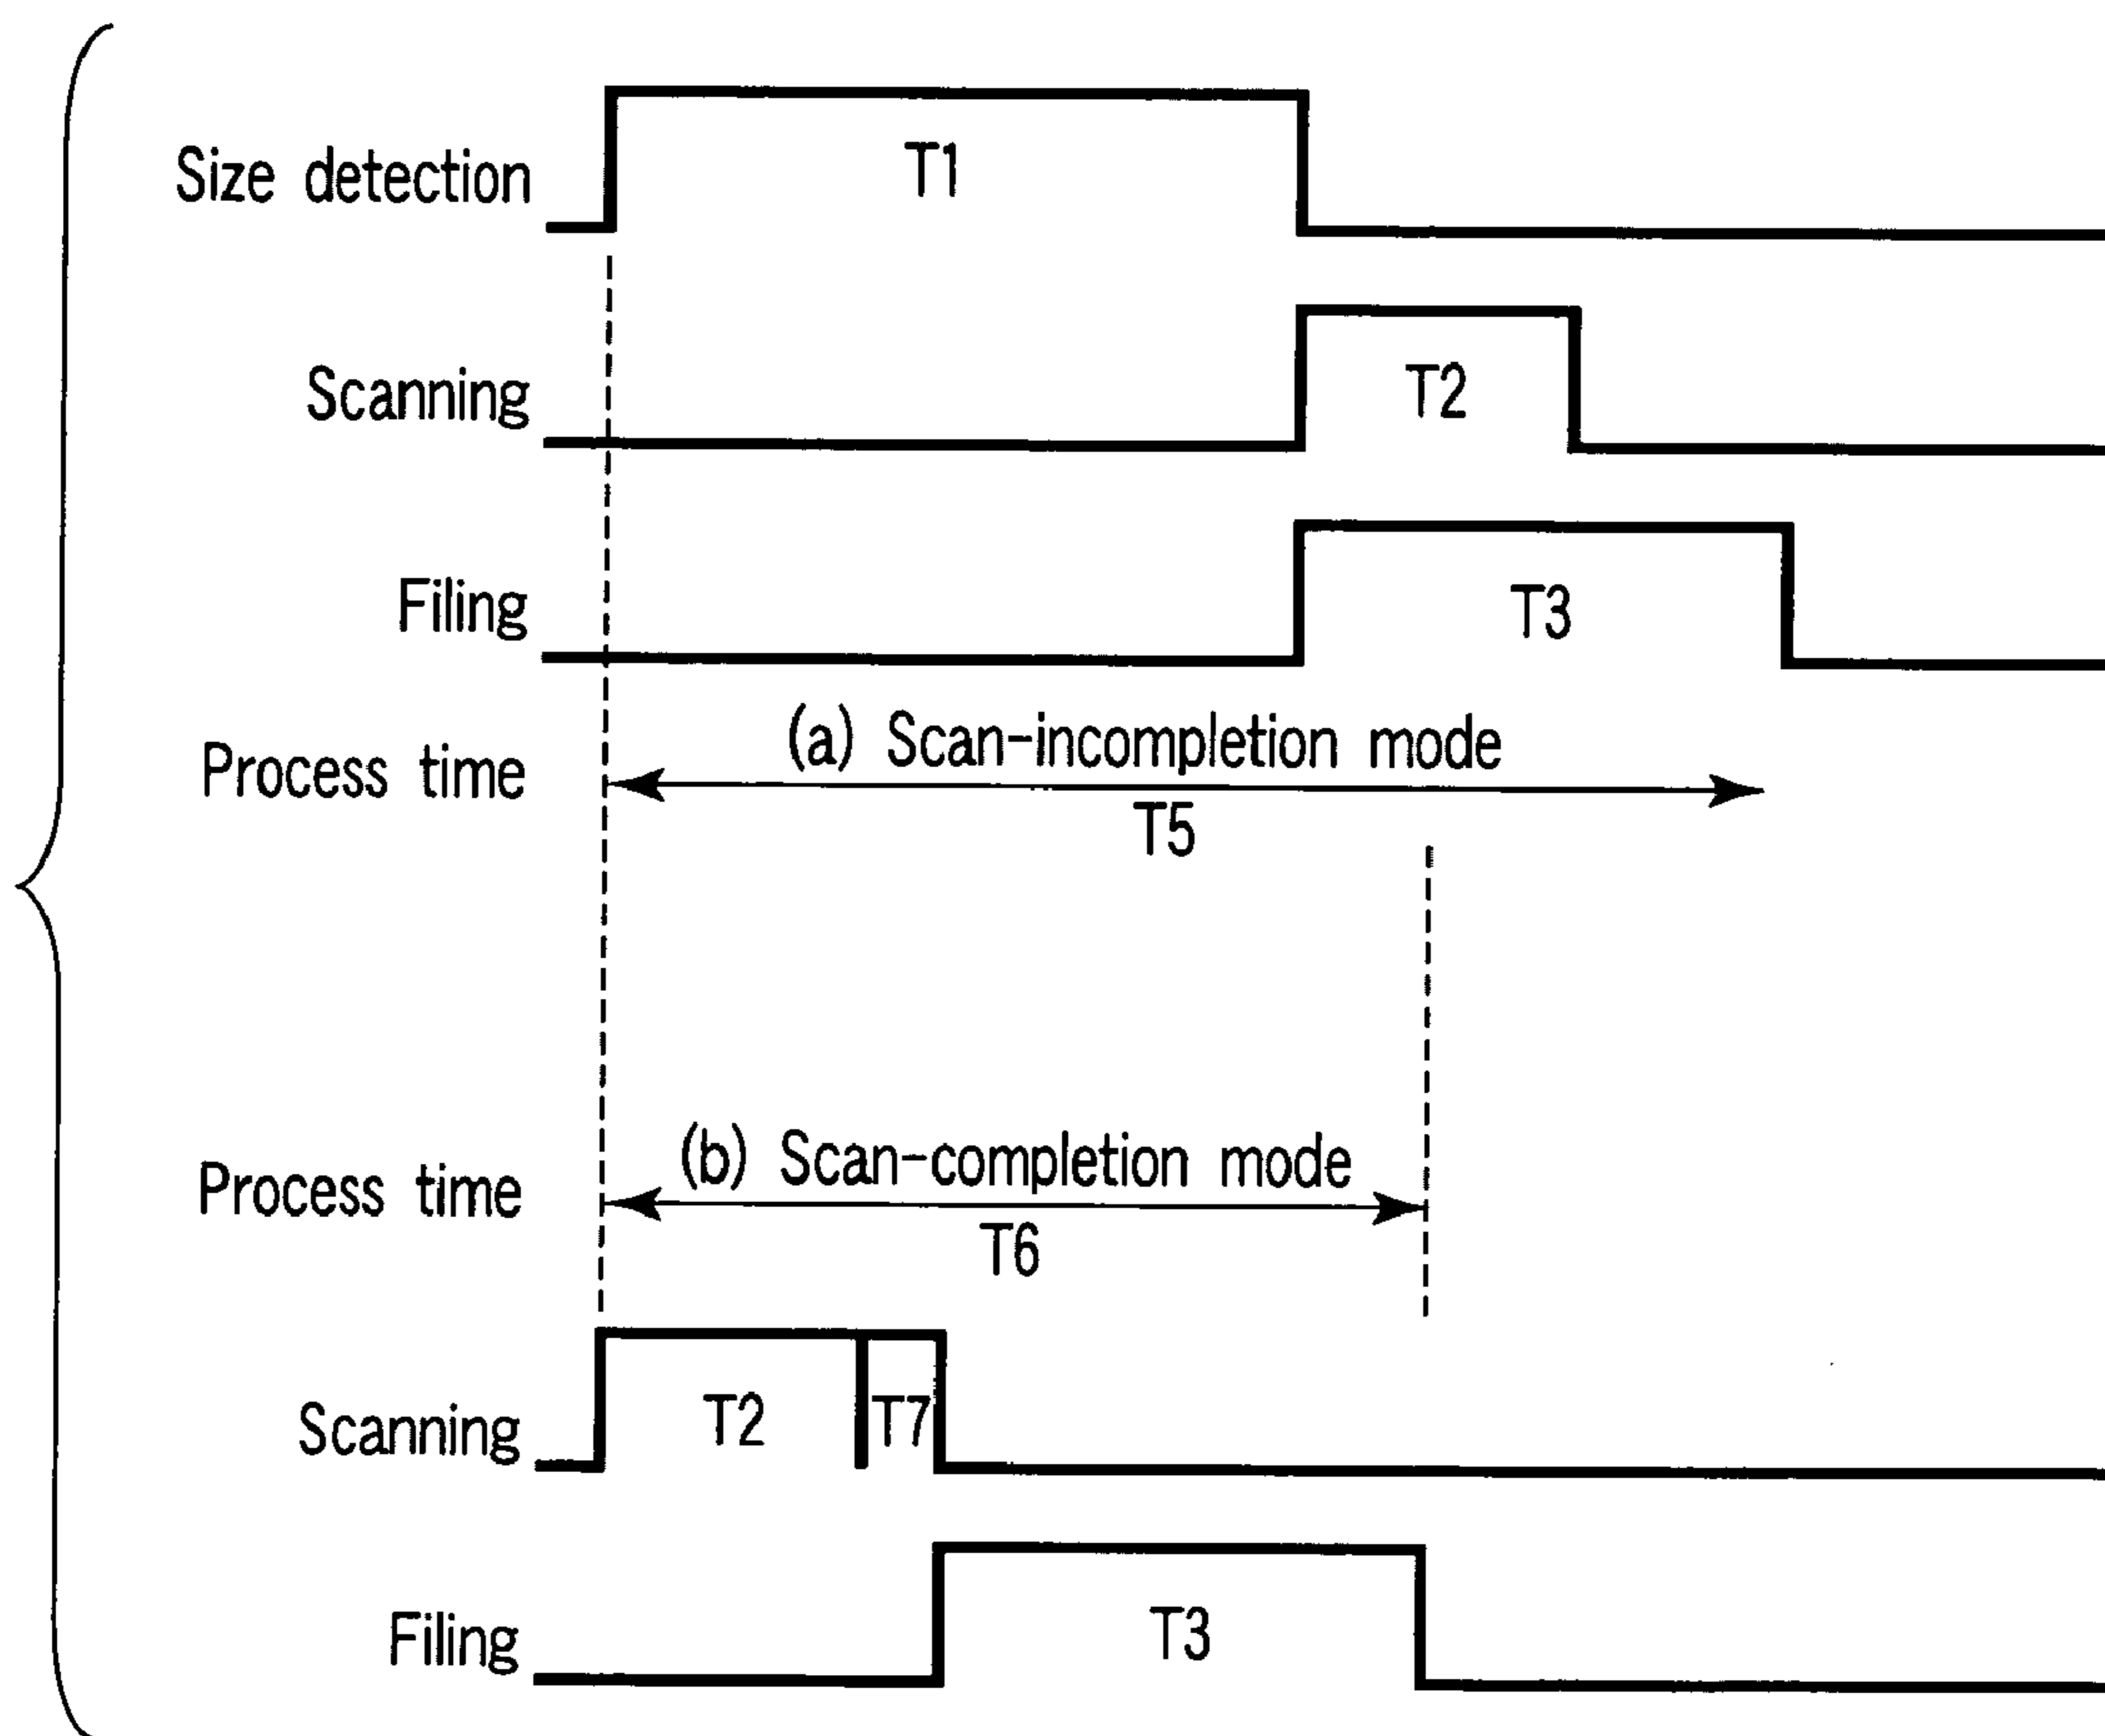 Size detection
T1
Scanning
T2
Filing
T3
(a) Scan-incompletion mode
Process time
T5
(b) Scan-completion mode
Process time
T6
Scanning
T2
T7
Filing
T3